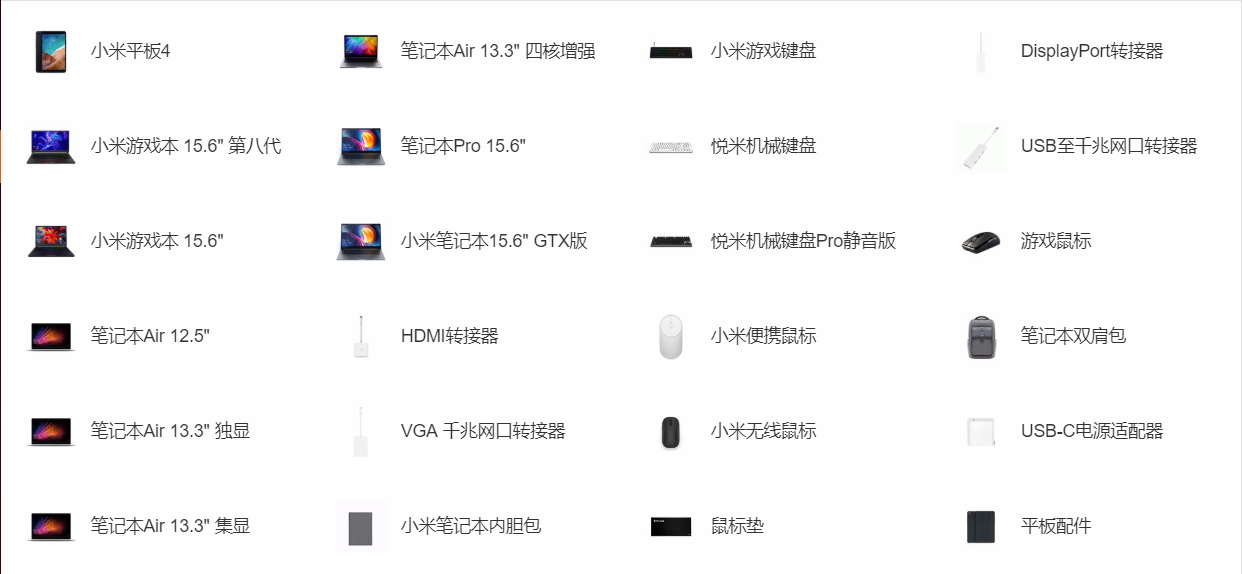 小米平板4
笔记本Air 13.3" 四核增强
小米游戏键盘
DisplayPort转接器
小米游戏本 15.6" 第八代
笔记本Pro 15.6"
悦米机械键盘
USB至千兆网口转接器
小米游戏本 15.6"
小米笔记本15.6" GTX版
悦米机械键盘Pro静音版
游戏鼠标
笔记本Air 12.5"
HDMI转接器
小米便携鼠标
笔记本双肩包
笔记本Air 13.3" 独显
VGA 千兆网口转接器
小米无线鼠标
USB-C电源适配器
笔记本Air 13.3" 集显
小米笔记本内胆包
鼠标垫
平板配件